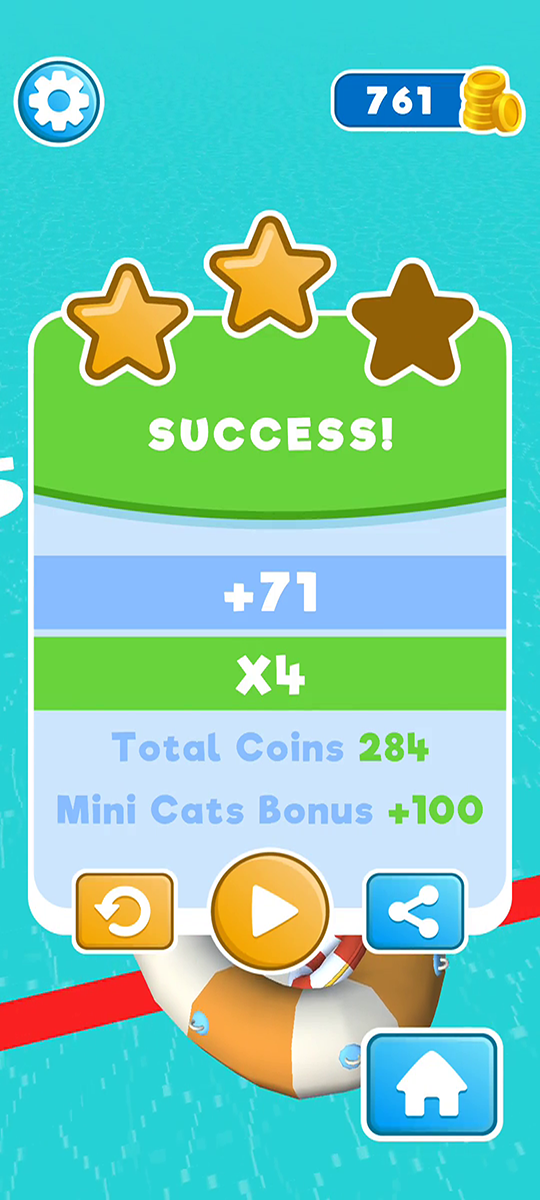 761
SUCCESS!
+71
X4
Total Coins 284
Mini Cats Bonus +100